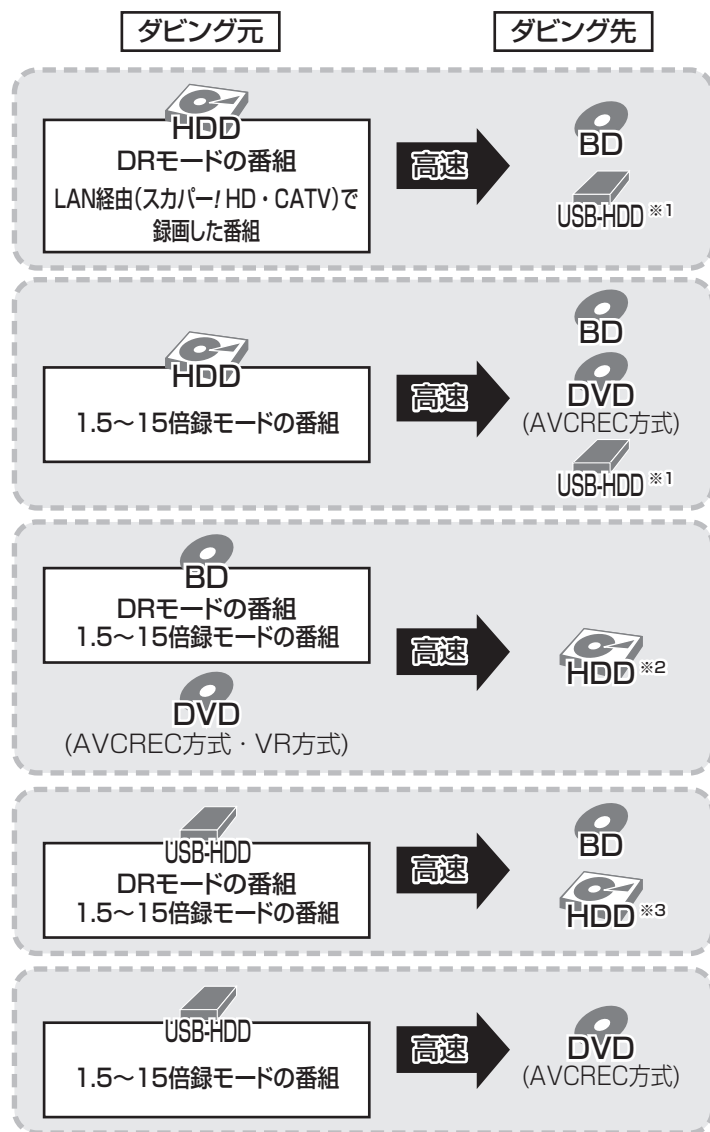 ダビング元
ダビング先
HDD
DRモードの番組
LAN経由(スカパー!HD・CATV)で
録画した番組
高速
BD
USB-HDD ※1
HDD
1.5～15倍録モードの番組
高速
BD
DVD
(AVCREC方式)
USB-HDD ※1
BD
DRモードの番組
1.5～15倍録モードの番組
DVD
(AVCREC方式・VR方式)
高速
HDD ※2
USB-HDD
DRモードの番組
1.5～15倍録モードの番組
高速
BD
HDD ※3
USB-HDD
1.5～15倍録モードの番組
高速
DVD
(AVCREC方式)